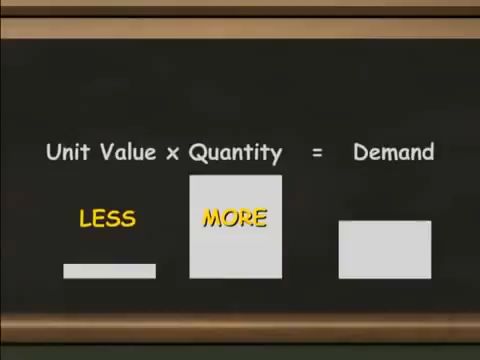 Unit Value x Quantity = Demand
LESS MORE